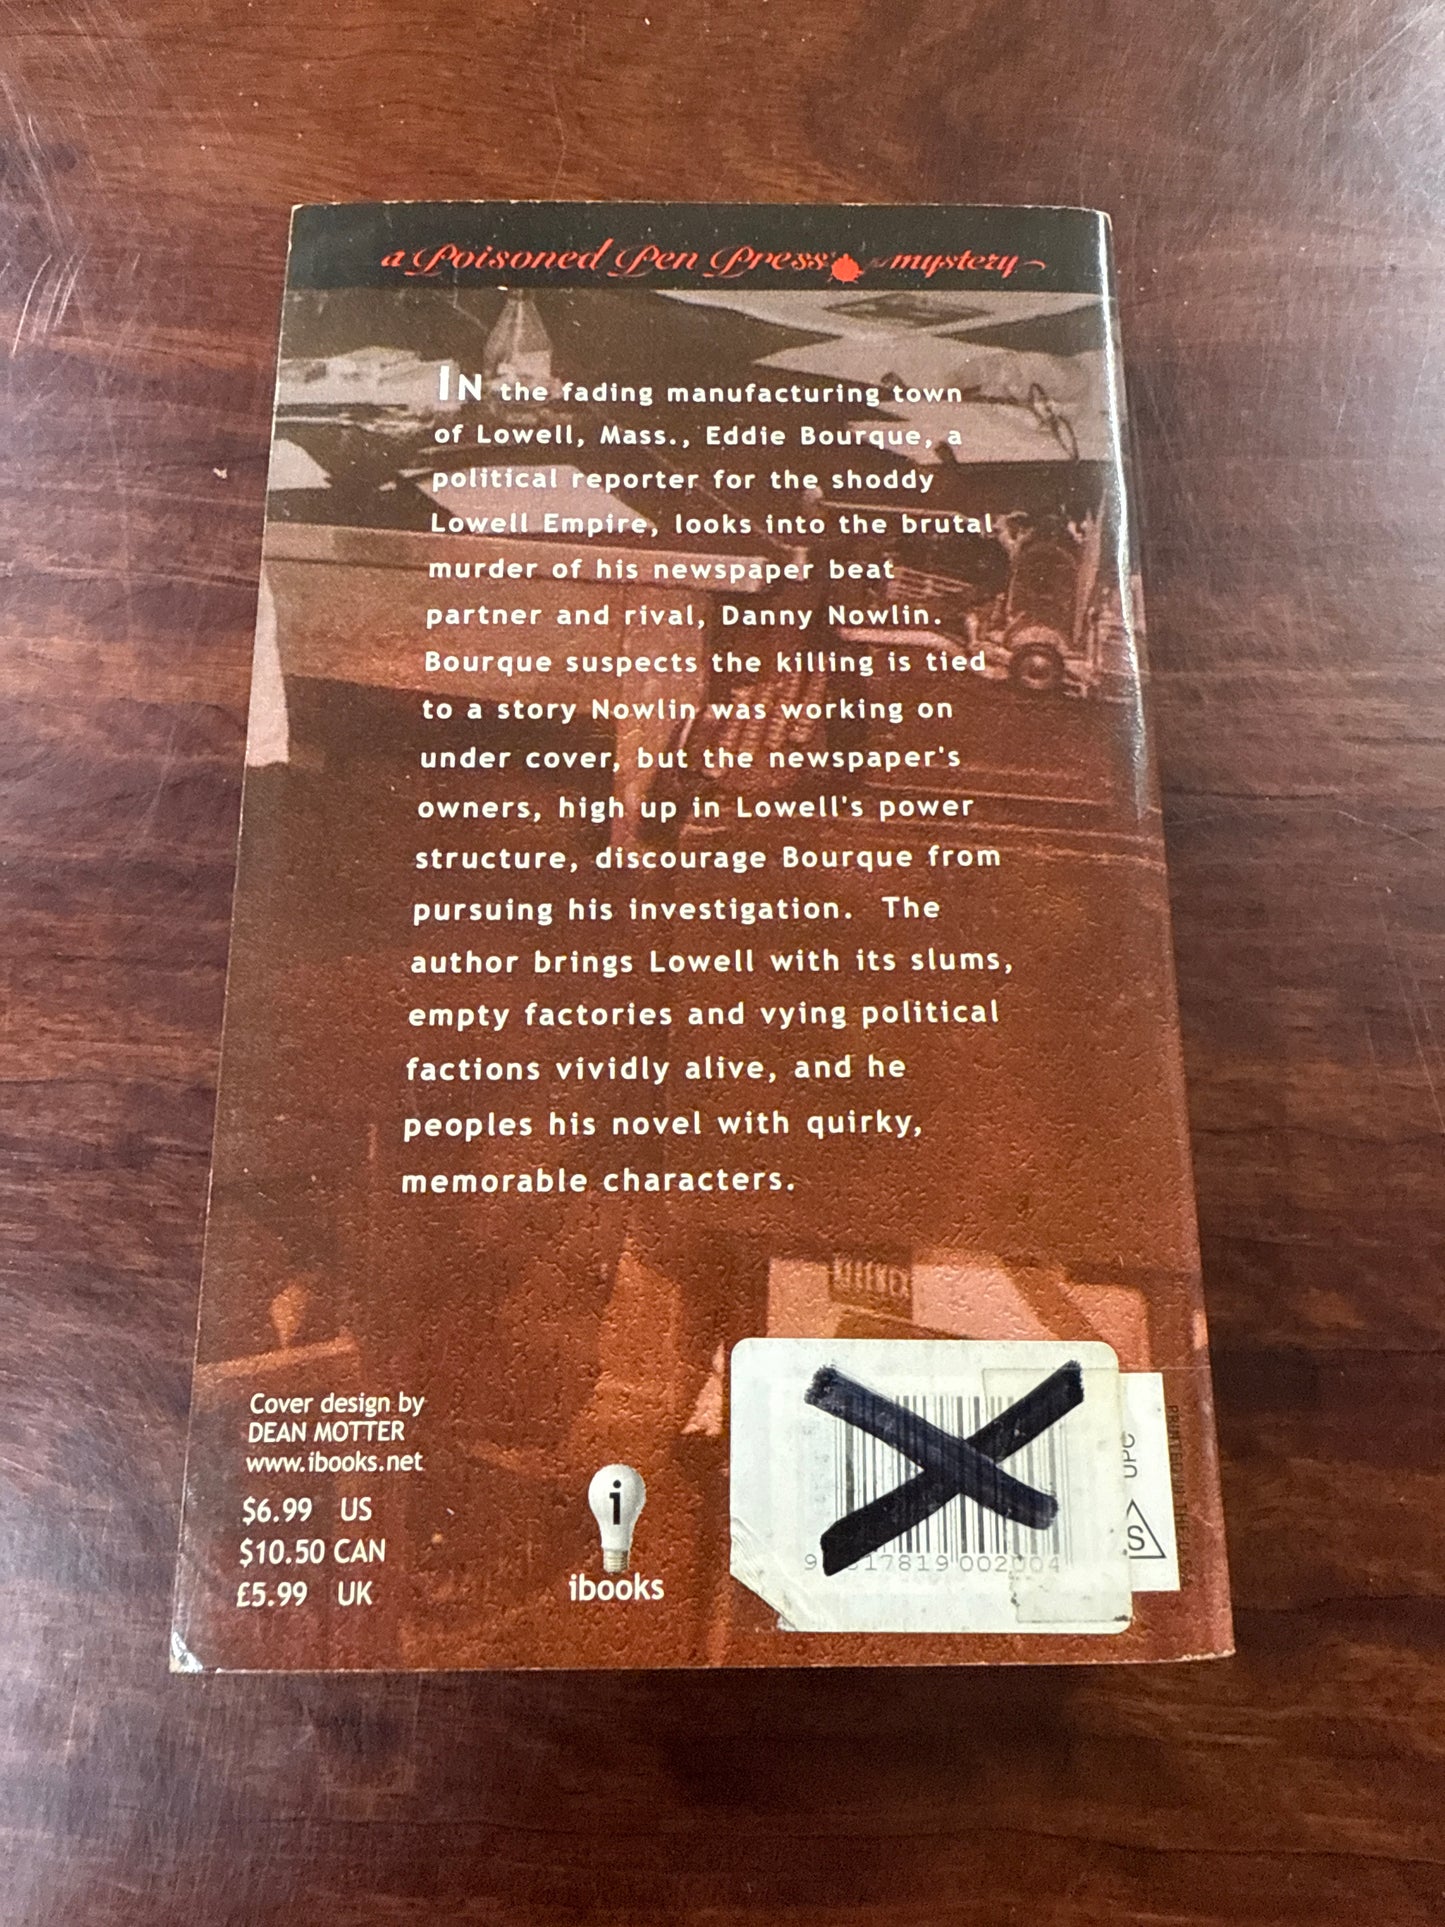 a Poisoned Pen Press mystery
IN the fading manufacturing town
of Lowell, Mass., Eddie Bourque, a
political reporter for the shoddy
Lowell Empire, looks into the brutal
murder of his newspaper beat
partner and rival, Danny Nowlin.
Bourque suspects the killing is tied
to a story Nowlin was working on
under cover, but the newspaper's
owners, high up in Lowell's power
structure, discourage Bourque from
pursuing his investigation. The
author brings Lowell with its slums,
empty factories and vying political
factions vividly alive, and he
peoples his novel with quirky,
memorable characters.
Cover design by
DEAN MOTTER
www.ibooks.net
$6.99 US
$10.50 CAN
£5.99 UK
i
ibooks
UPC
S
PRINTED IN THE